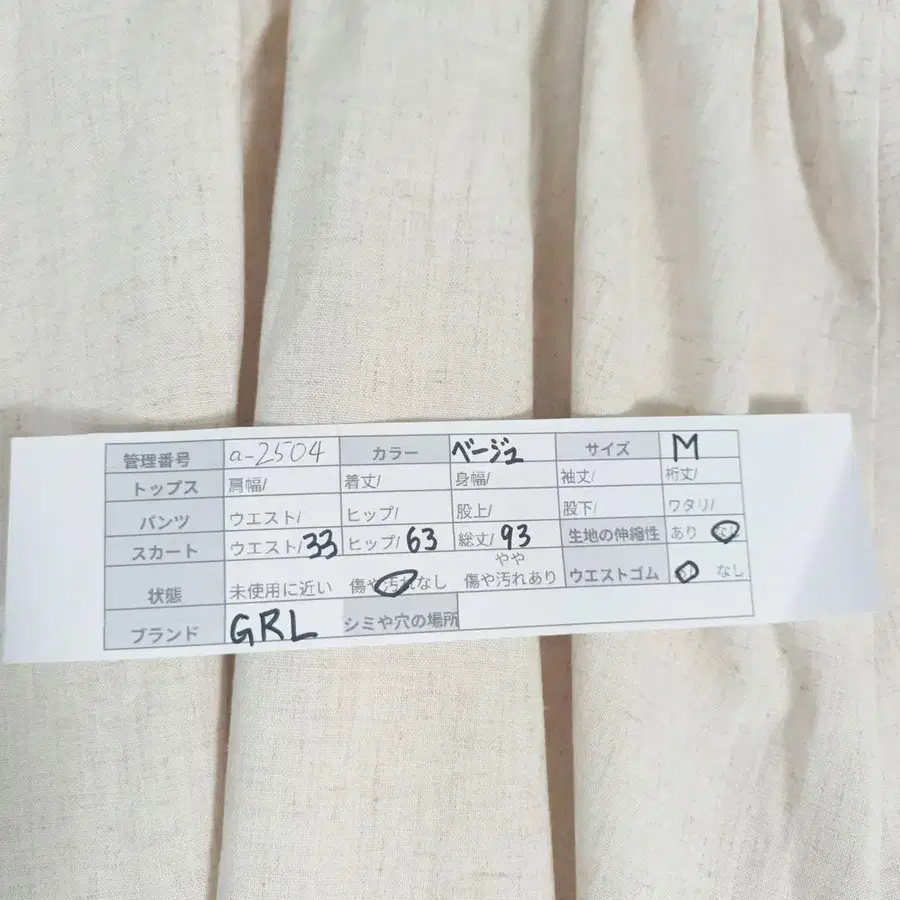 管理番号 a-2504 カラー ベージュ サイズ M
トップス 肩幅/ 着丈/ 身幅/ 袖丈/ 裄丈/
パンツ ウエスト/ ヒップ/ 股上/ 股下/ ワタリ/
スカート ウエスト/33 ヒップ/63 総丈/93 生地の伸縮性 あり なし
やや
状態 未使用に近い 傷や汚れなし 傷や汚れあり ウエストゴム あり なし
ブランド GRL シミや穴の場所